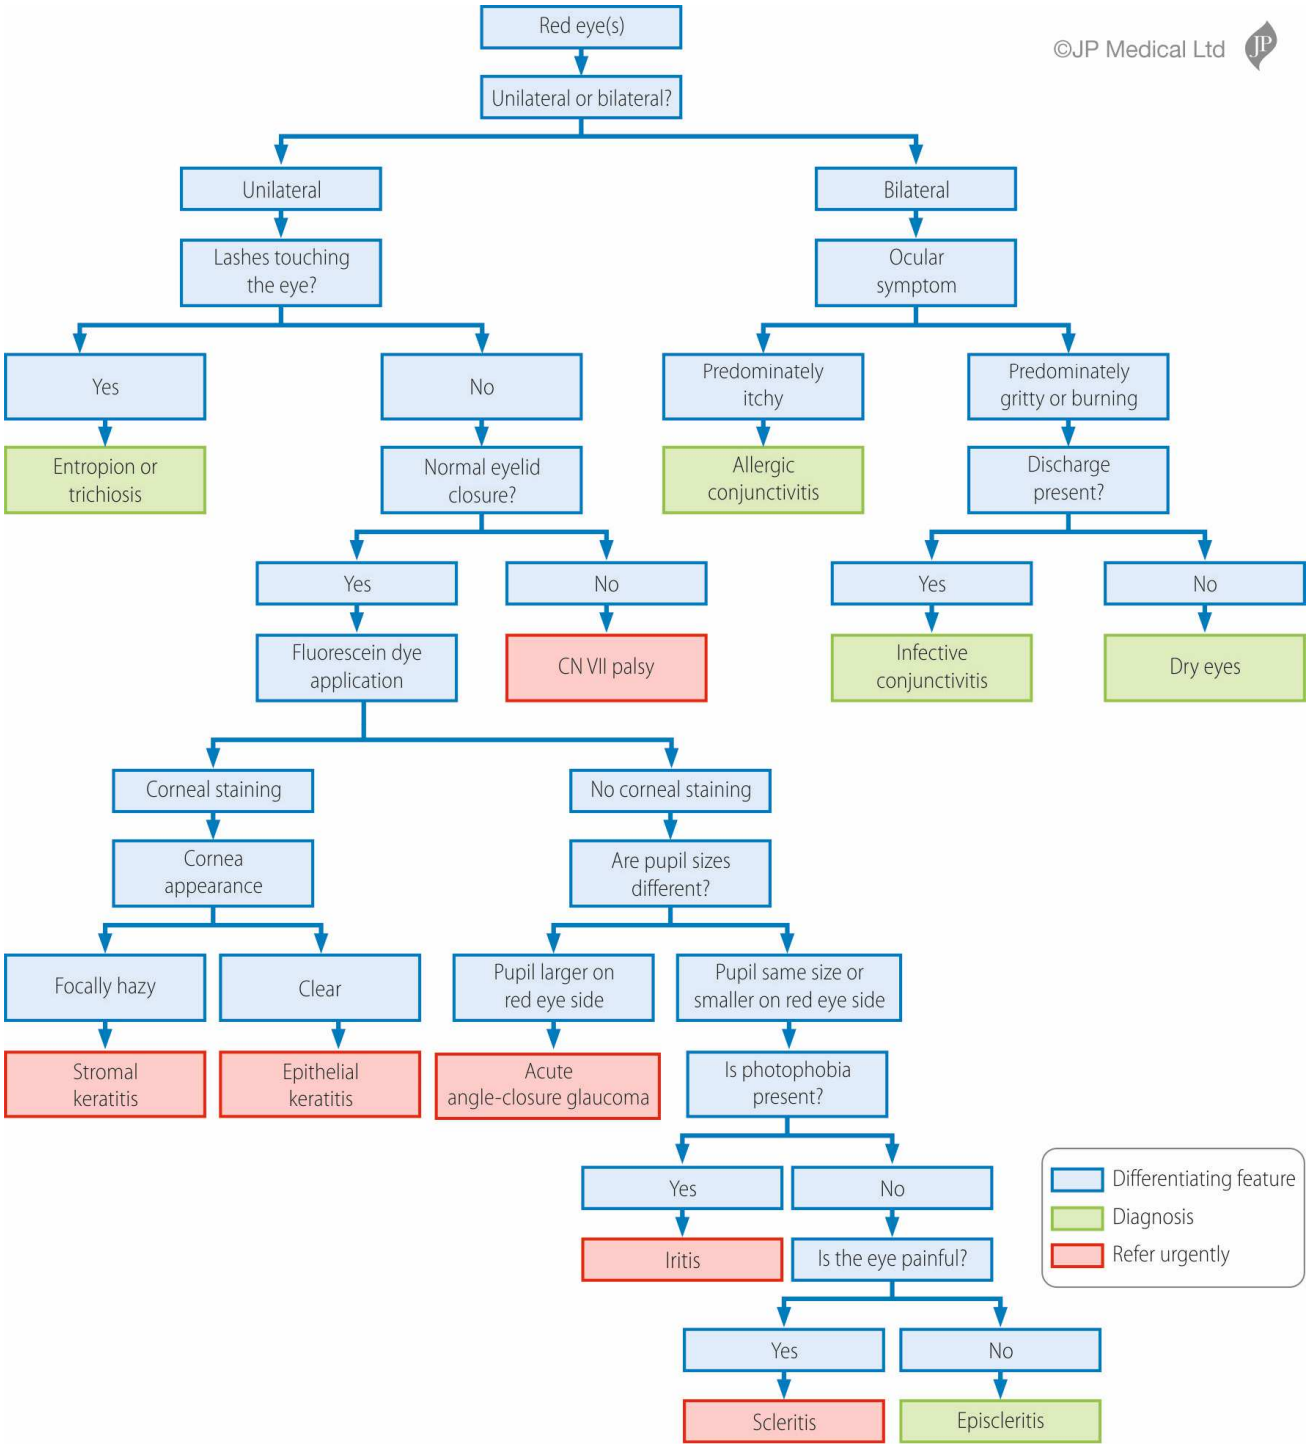 Red eye(s)
©JP Medical Ltd
JP
Unilateral or bilateral?
Unilateral
Bilateral
Lashes touching
the eye?
Ocular
symptom
Yes
No
Predominately
itchy
Predominately
gritty or burning
Entropion or
trichiosis
Normal eyelid
closure?
Allergic
conjunctivitis
Discharge
present?
Yes
No
Yes
No
Fluorescein dye
application
CN VII palsy
Infective
conjunctivitis
Dry eyes
Corneal staining
No corneal staining
Cornea
appearance
Are pupil sizes
different?
Focally hazy
Clear
Pupil larger on
red eye side
Pupil same size or
smaller on red eye side
Stromal
keratitis
Epithelial
keratitis
Acute
angle-closure glaucoma
Is photophobia
present?
Yes
No
Iritis
Is the eye painful?
Yes
No
Scleritis
Episcleritis
Differentiating feature
Diagnosis
Refer urgently